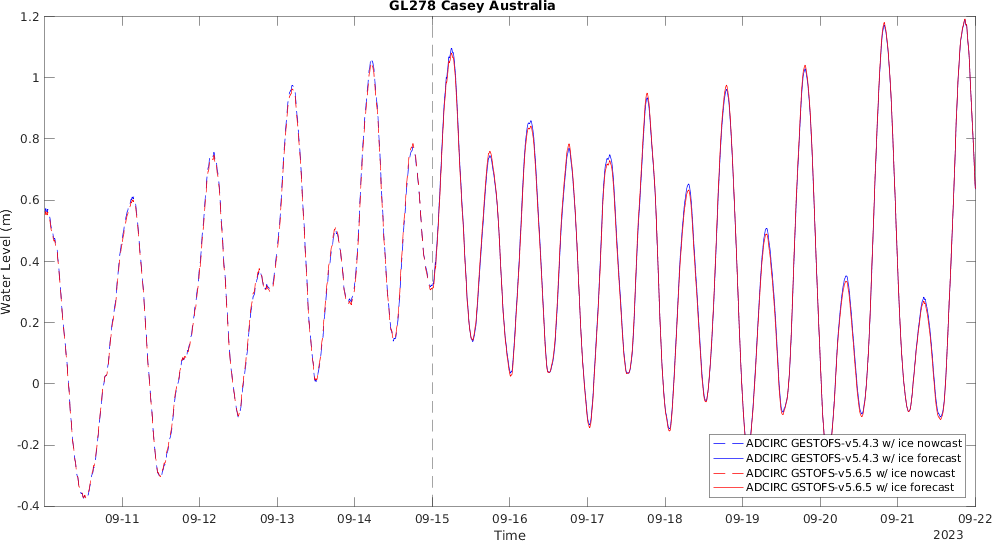 GL278 Casey Australia
1.2
1
0.8
0.6
0.4
0.2
0
-0.2
-0.4
Water Level (m)
ADCIRC GESTOFS-v5.4.3 w/ ice nowcast
ADCIRC GESTOFS-v5.4.3 w/ ice forecast
ADCIRC GSTOFS-v5.6.5 w/ ice nowcast
ADCIRC GSTOFS-v5.6.5 w/ ice forecast
09-11 09-12 09-13 09-14 09-15 09-16 09-17 09-18 09-19 09-20 09-21 09-22
Time
2023